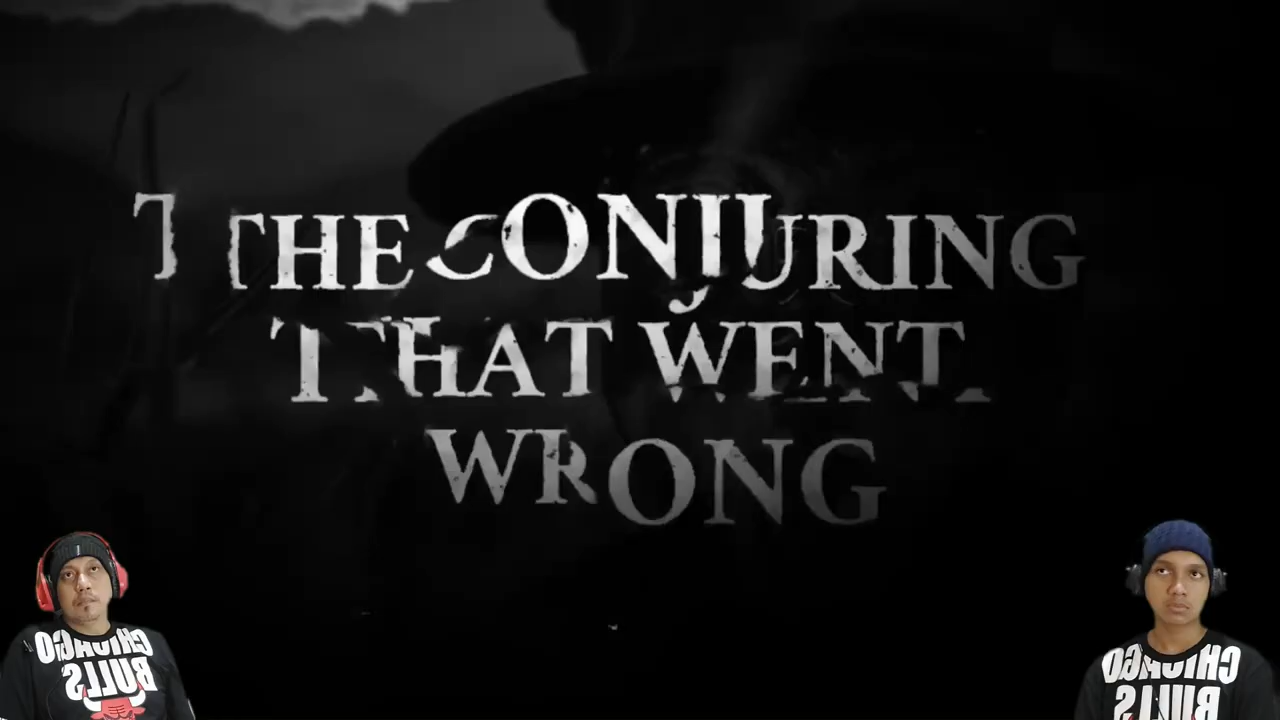 THE CONJURING
THAT WENT
WRONG
CHICAGO
BULLS
CHICAGO
BULLS